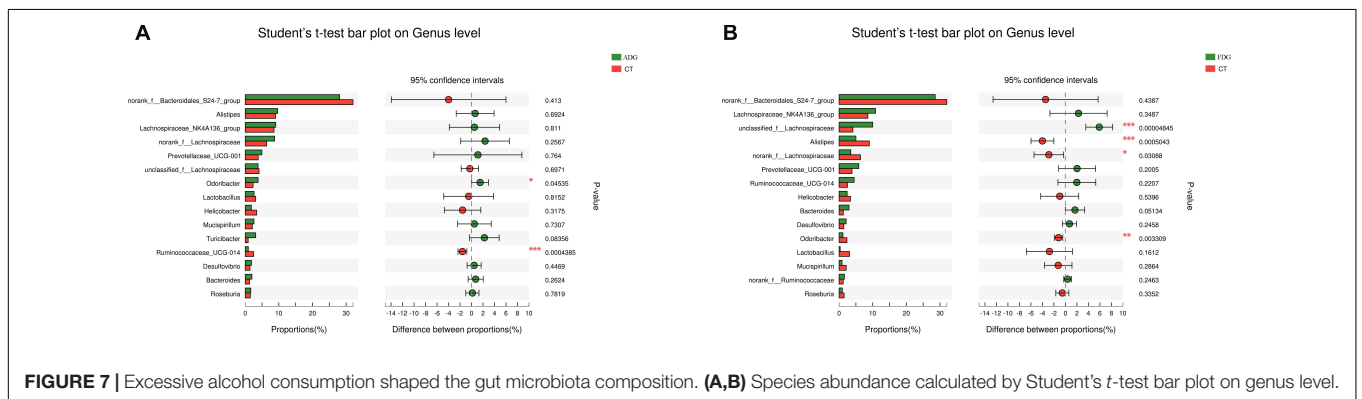 A
Student's t-test bar plot on Genus level
ADG
CT
95% confidence intervals
norank_f__Bacteroidales_S24-7_group 0.413
Alistipes 0.6924
Lachnospiraceae_NK4A136_group 0.811
norank_f__Lachnospiraceae 0.2567
Prevotellaceae_UCG-001 0.764
unclassified_f__Lachnospiraceae 0.6971
Odoribacter * 0.04535
Lactobacillus 0.8152
Helicobacter 0.3175
Mucispirillum 0.7307
Turicibacter 0.08356
Ruminococcaceae_UCG-014 *** 0.0004385
Desulfovibrio 0.4469
Bacteroides 0.2624
Roseburia 0.7819
P-value
0 10 20 30
-14 -12 -10 -8 -6 -4 -2 0 2 4 6 8 10
Proportions(%)
Difference between proportions(%)
B
Student's t-test bar plot on Genus level
FDG
CT
95% confidence intervals
norank_f__Bacteroidales_S24-7_group 0.4387
Lachnospiraceae_NK4A136_group 0.3487
unclassified_f__Lachnospiraceae *** 0.00004845
Alistipes *** 0.0005043
norank_f__Lachnospiraceae * 0.03088
Prevotellaceae_UCG-001 0.2005
Ruminococcaceae_UCG-014 0.2207
Helicobacter 0.5396
Bacteroides 0.05134
Desulfovibrio 0.2458
Odoribacter ** 0.003309
Lactobacillus 0.1612
Mucispirillum 0.2864
norank_f__Ruminococcaceae 0.2463
Roseburia 0.3352
P-value
0 10 20 30
-14 -12 -10 -8 -6 -4 -2 0 2 4 6 8 10
Proportions(%)
Difference between proportions(%)
FIGURE 7 | Excessive alcohol consumption shaped the gut microbiota composition. (A,B) Species abundance calculated by Student's t-test bar plot on genus level.